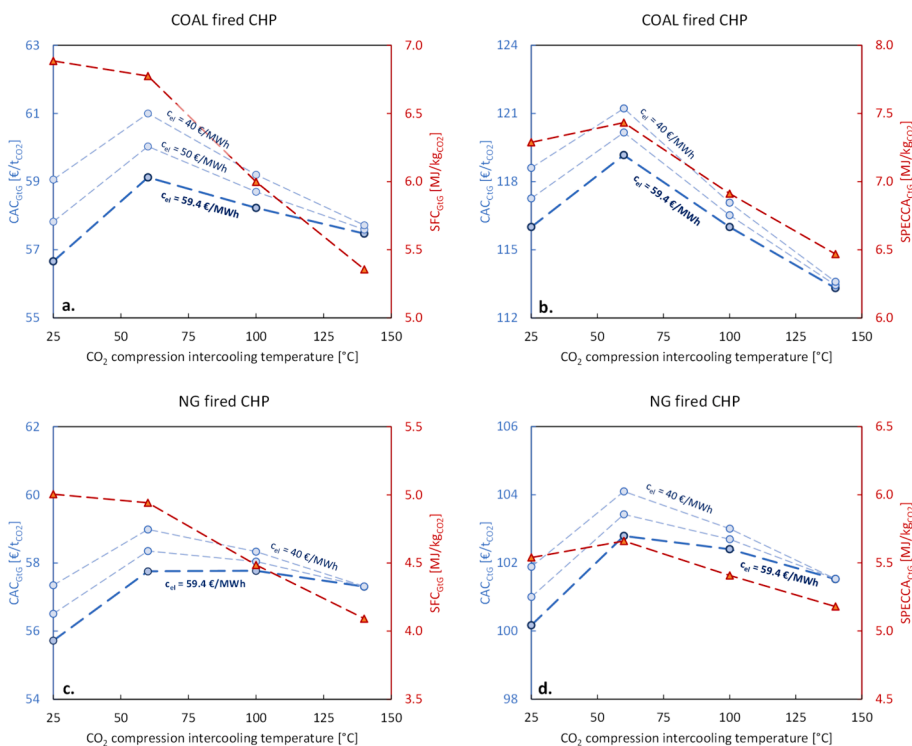 COAL fired CHP
63
61
59
57
55
CAC_GtG [€/t_CO2]
7.0
6.5
6.0
5.5
5.0
SFC_GtG [MJ/kg_CO2]
c_el = 40 €/MWh
c_el = 50 €/MWh
c_el = 59.4 €/MWh
a.
25 50 75 100 125 150
CO₂ compression intercooling temperature [°C]
COAL fired CHP
124
121
118
115
112
CAC_CtG [€/t_CO2]
8.0
7.5
7.0
6.5
6.0
SPECCA_CtG [MJ/kg_CO2]
c_el = 40 €/MWh
c_el = 59.4 €/MWh
b.
25 50 75 100 125 150
CO₂ compression intercooling temperature [°C]
NG fired CHP
62
60
58
56
54
CAC_GtG [€/t_CO2]
5.5
5.0
4.5
4.0
3.5
SFC_GtG [MJ/kg_CO2]
c_el = 40 €/MWh
c_el = 59.4 €/MWh
c.
25 50 75 100 125 150
CO₂ compression intercooling temperature [°C]
NG fired CHP
106
104
102
100
98
CAC_CtG [€/t_CO2]
6.5
6.0
5.5
5.0
4.5
SPECCA_CtG [MJ/kg_CO2]
c_el = 40 €/MWh
c_el = 59.4 €/MWh
d.
25 50 75 100 125 150
CO₂ compression intercooling temperature [°C]